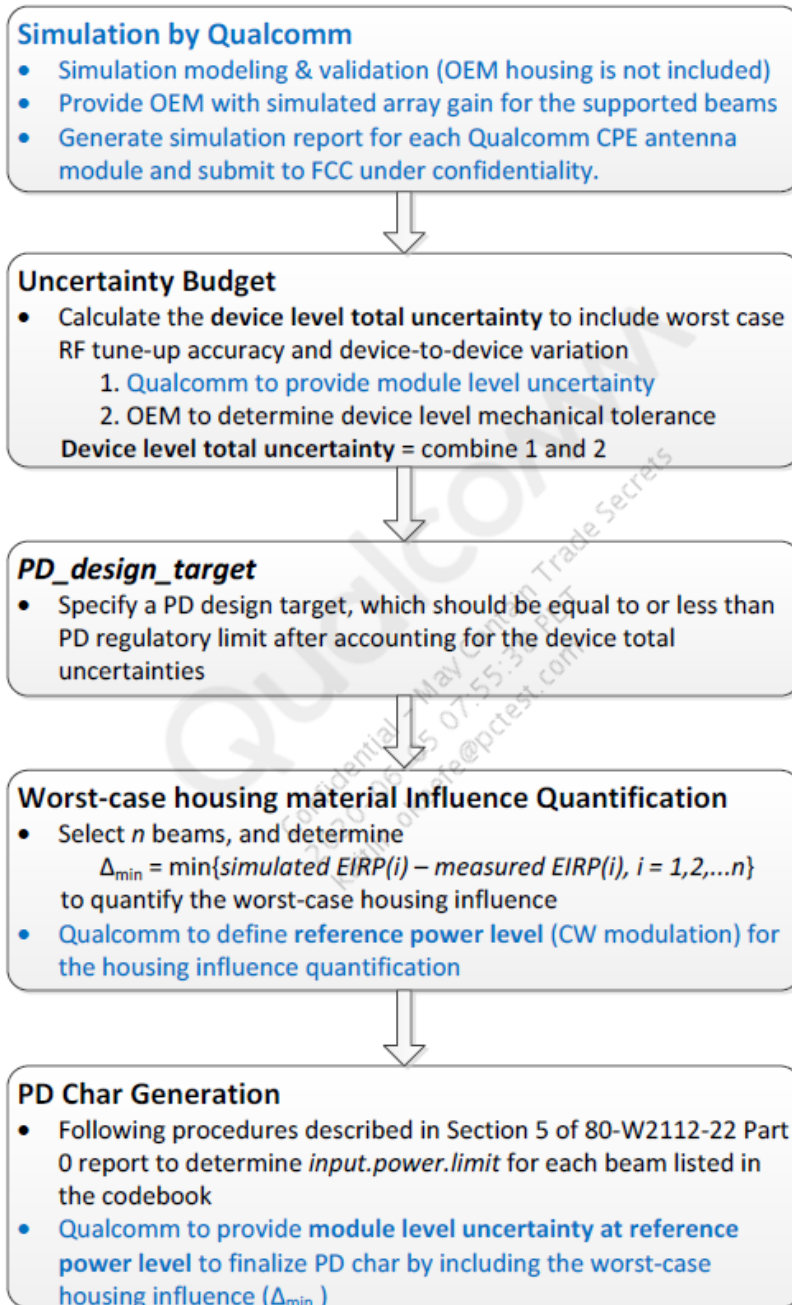 Simulation by Qualcomm
• Simulation modeling & validation (OEM housing is not included)
• Provide OEM with simulated array gain for the supported beams
• Generate simulation report for each Qualcomm CPE antenna
module and submit to FCC under confidentiality.
Uncertainty Budget
• Calculate the device level total uncertainty to include worst case
RF tune-up accuracy and device-to-device variation
1. Qualcomm to provide module level uncertainty
2. OEM to determine device level mechanical tolerance
Device level total uncertainty = combine 1 and 2
PD_design_target
• Specify a PD design target, which should be equal to or less than
PD regulatory limit after accounting for the device total
uncertainties
Worst-case housing material Influence Quantification
• Select n beams, and determine
Δmin = min{simulated EIRP(i) – measured EIRP(i), i = 1,2,...n}
to quantify the worst-case housing influence
• Qualcomm to define reference power level (CW modulation) for
the housing influence quantification
PD Char Generation
• Following procedures described in Section 5 of 80-W2112-22 Part
0 report to determine input.power.limit for each beam listed in
the codebook
• Qualcomm to provide module level uncertainty at reference
power level to finalize PD char by including the worst-case
housing influence (Δmin )
Qualcomm
Confidential – May Contain Trade Secrets
07:55:38 PDT